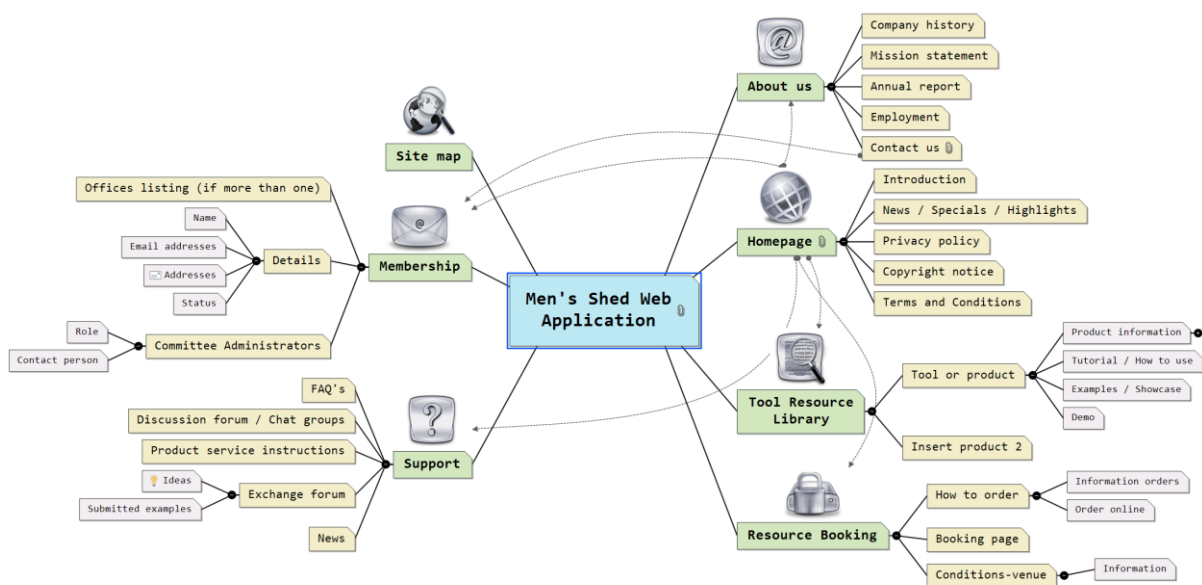 Men's Shed Web
Application
About us
Company history
Mission statement
Annual report
Employment
Contact us
Homepage
Introduction
News / Specials / Highlights
Privacy policy
Copyright notice
Terms and Conditions
Tool Resource
Library
Tool or product
Product information
Tutorial / How to use
Examples / Showcase
Demo
Insert product 2
Resource Booking
How to order
Information orders
Order online
Booking page
Conditions-venue
Information
Site map
Membership
Offices listing (if more than one)
Details
Name
Email addresses
Addresses
Status
Committee Administrators
Role
Contact person
Support
FAQ's
Discussion forum / Chat groups
Product service instructions
Exchange forum
Ideas
Submitted examples
News
@
@
?